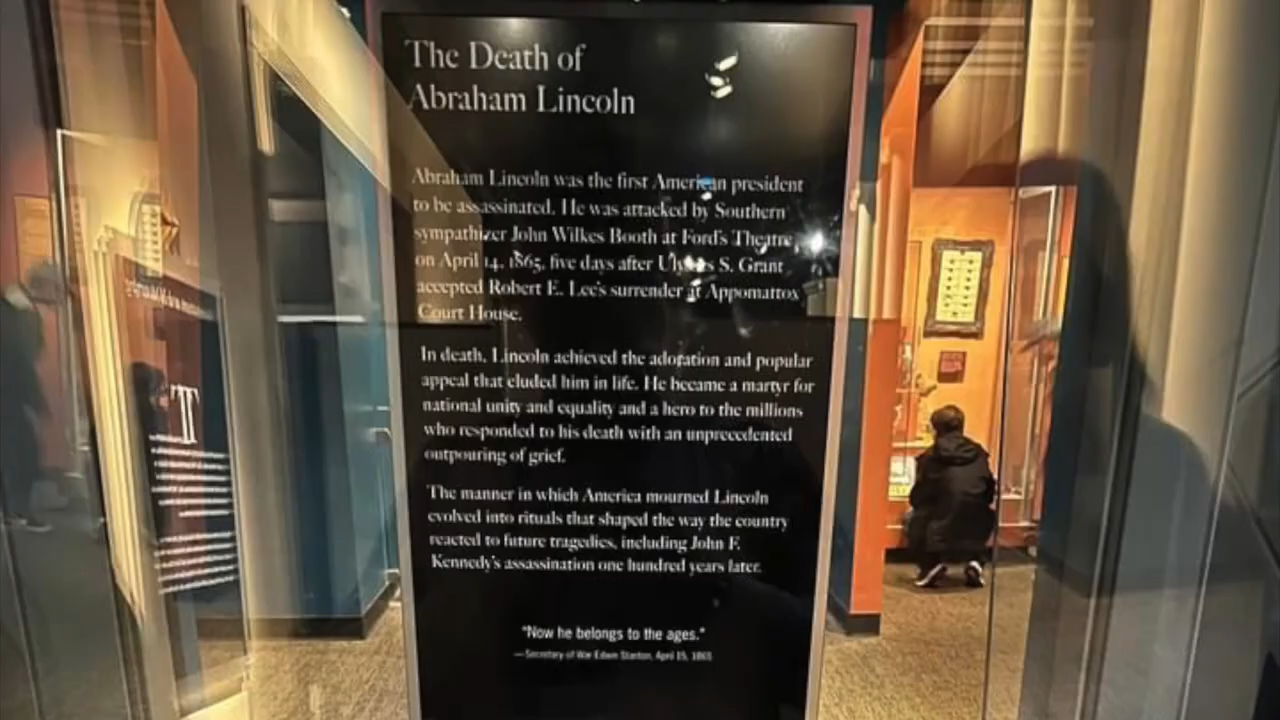 The Death of
Abraham Lincoln
Abraham Lincoln was the first American president
to be assassinated. He was attacked by Southern
sympathizer John Wilkes Booth at Ford's Theatre
on April 14, 1865, five days after Ulysses S. Grant
accepted Robert E. Lee's surrender at Appomattox
Court House.
In death, Lincoln achieved the adoration and popular
appeal that eluded him in life. He became a martyr for
national unity and equality and a hero to the millions
who responded to his death with an unprecedented
outpouring of grief.
The manner in which America mourned Lincoln
evolved into rituals that shaped the way the country
reacted to future tragedies, including John F.
Kennedy's assassination one hundred years later.
"Now he belongs to the ages."
—Secretary of War Edwin Stanton, April 15, 1865